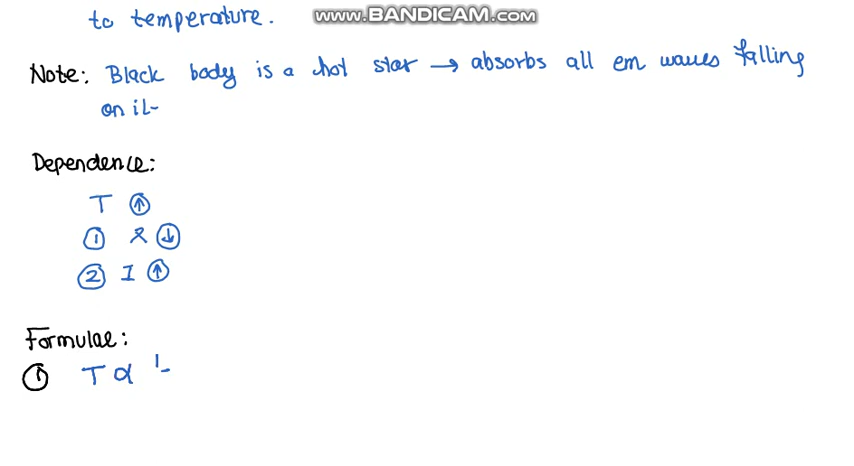 to temperature.
www.BANDICAM.com
Note: Black body is a hot star → absorbs all em waves falling
on it
Dependence:
T ↑
① λ ↓
② I ↑
Formulae:
① T α